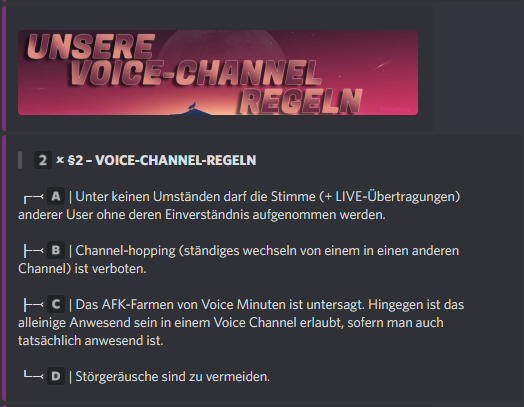 UNSERE
VOICE-CHANNEL
REGELN
2 × §2 – VOICE-CHANNEL-REGELN
A | Unter keinen Umständen darf die Stimme (+ LIVE-Übertragungen)
anderer User ohne deren Einverständnis aufgenommen werden.
B | Channel-hopping (ständiges wechseln von einem in einen anderen
Channel) ist verboten.
C | Das AFK-Farmen von Voice Minuten ist untersagt. Hingegen ist das
alleinige Anwesend sein in einem Voice Channel erlaubt, sofern man auch
tatsächlich anwesend ist.
D | Störgeräusche sind zu vermeiden.